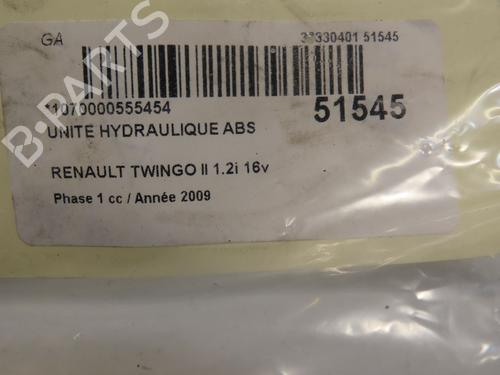 GA 37330401 51545
11070000555454 51545
UNITE HYDRAULIQUE ABS
RENAULT TWINGO II 1.2i 16v
Phase 1 cc / Année 2009
B-PARTS